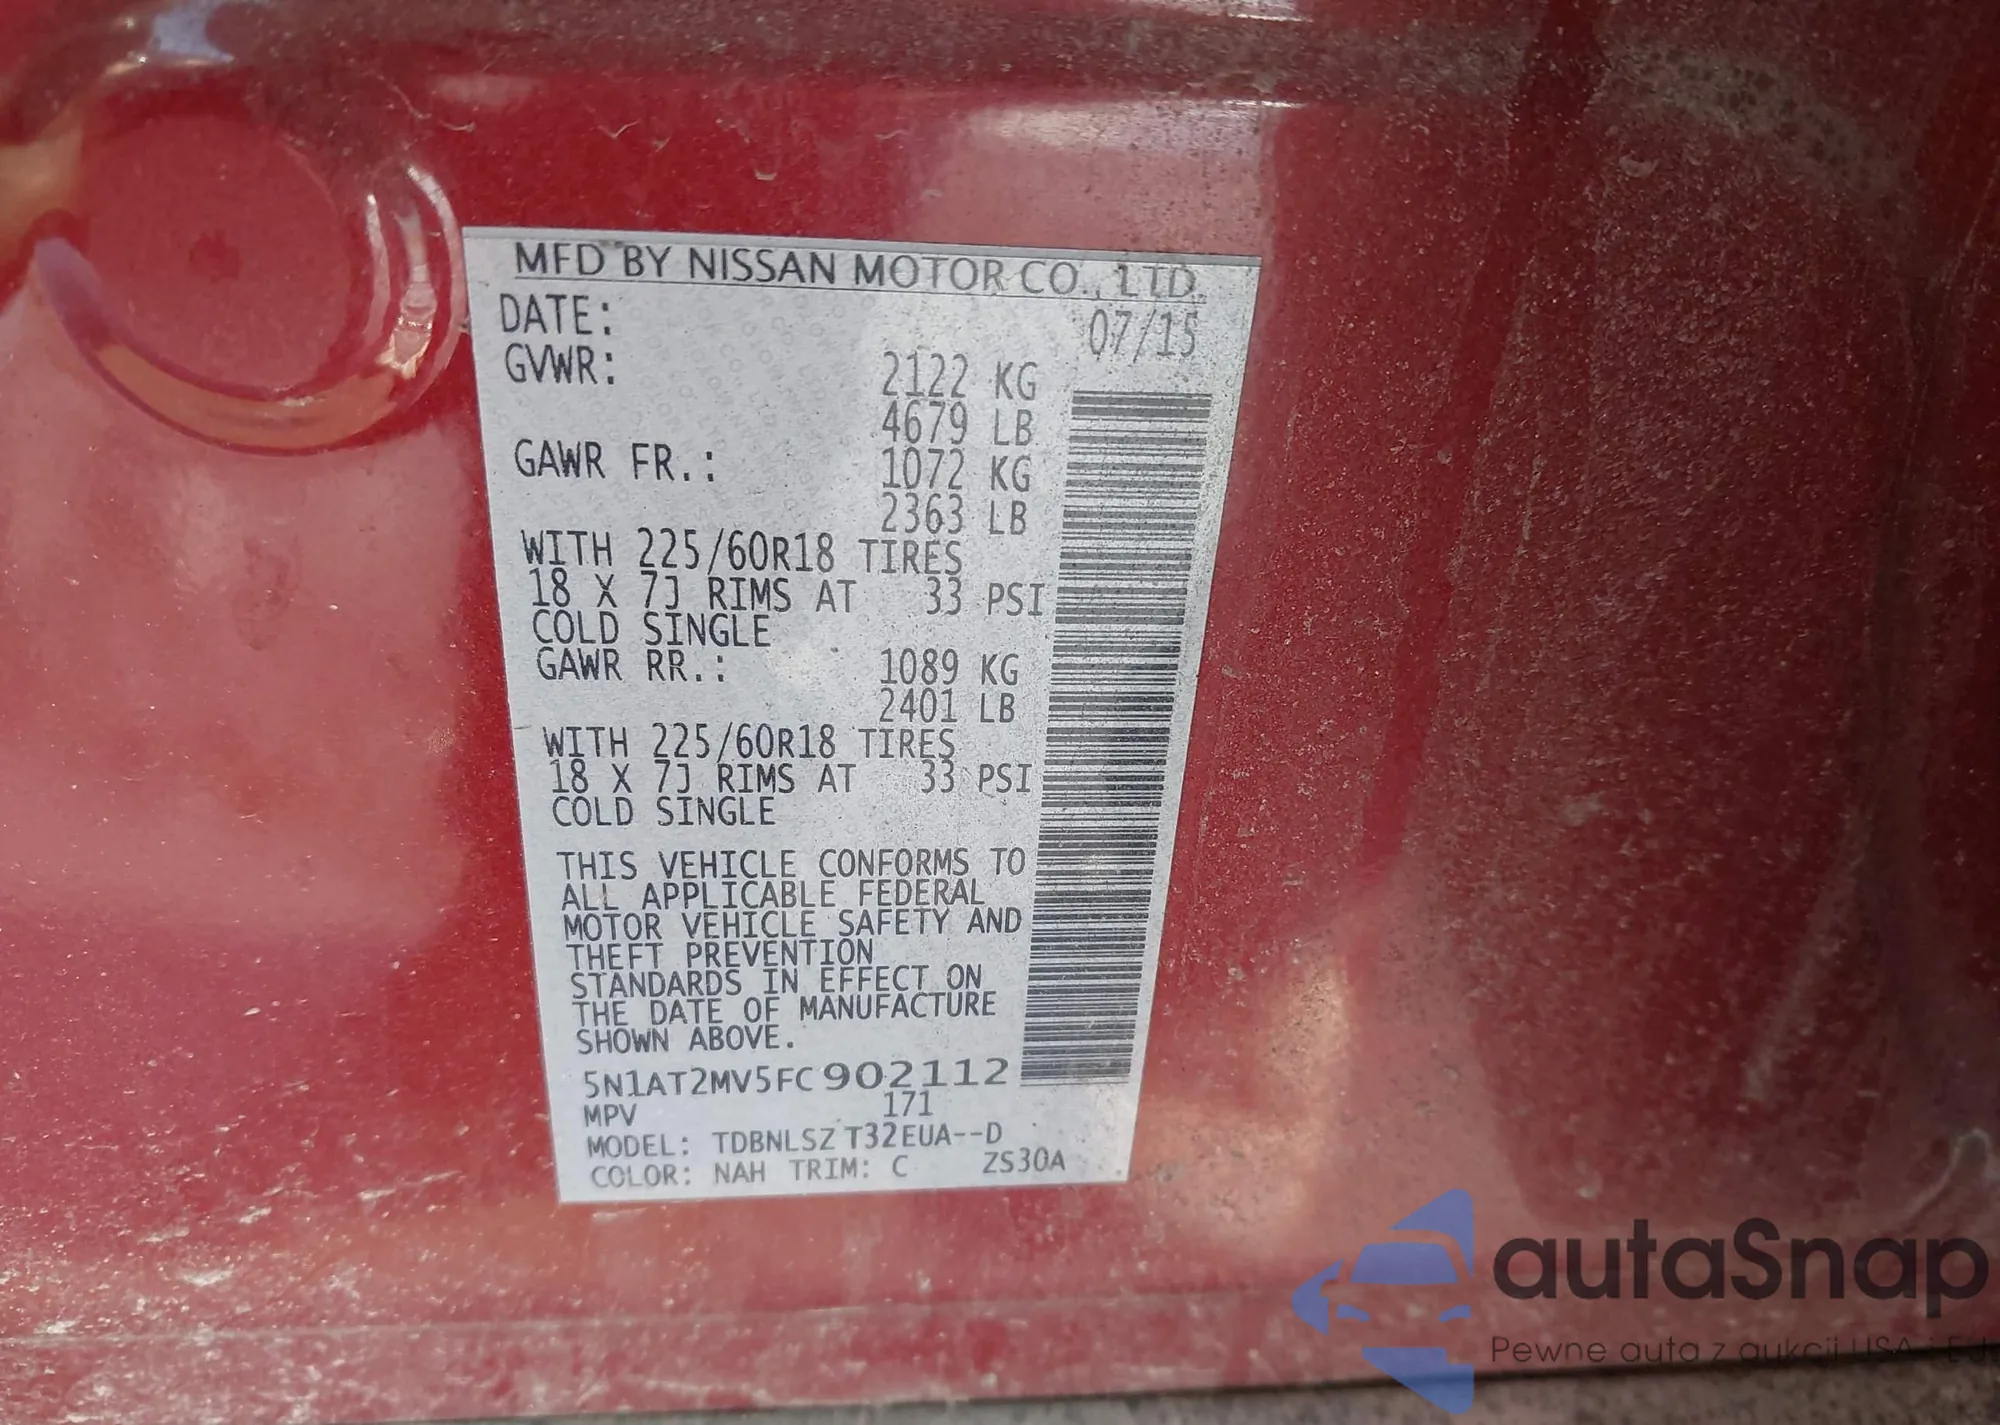 MFD BY NISSAN MOTOR CO., LTD.
DATE: 07/15
GVWR: 2122 KG
4679 LB
GAWR FR.: 1072 KG
2363 LB
WITH 225/60R18 TIRES
18 X 7J RIMS AT 33 PSI
COLD SINGLE
GAWR RR.: 1089 KG
2401 LB
WITH 225/60R18 TIRES
18 X 7J RIMS AT 33 PSI
COLD SINGLE
THIS VEHICLE CONFORMS TO
ALL APPLICABLE FEDERAL
MOTOR VEHICLE SAFETY AND
THEFT PREVENTION
STANDARDS IN EFFECT ON
THE DATE OF MANUFACTURE
SHOWN ABOVE.
5N1AT2MV5FC902112
MPV 171
MODEL: TDBNLSZ T32EUA--D
COLOR: NAH TRIM: C ZS30A
autaSnap
Pewne auta z aukcji USA i